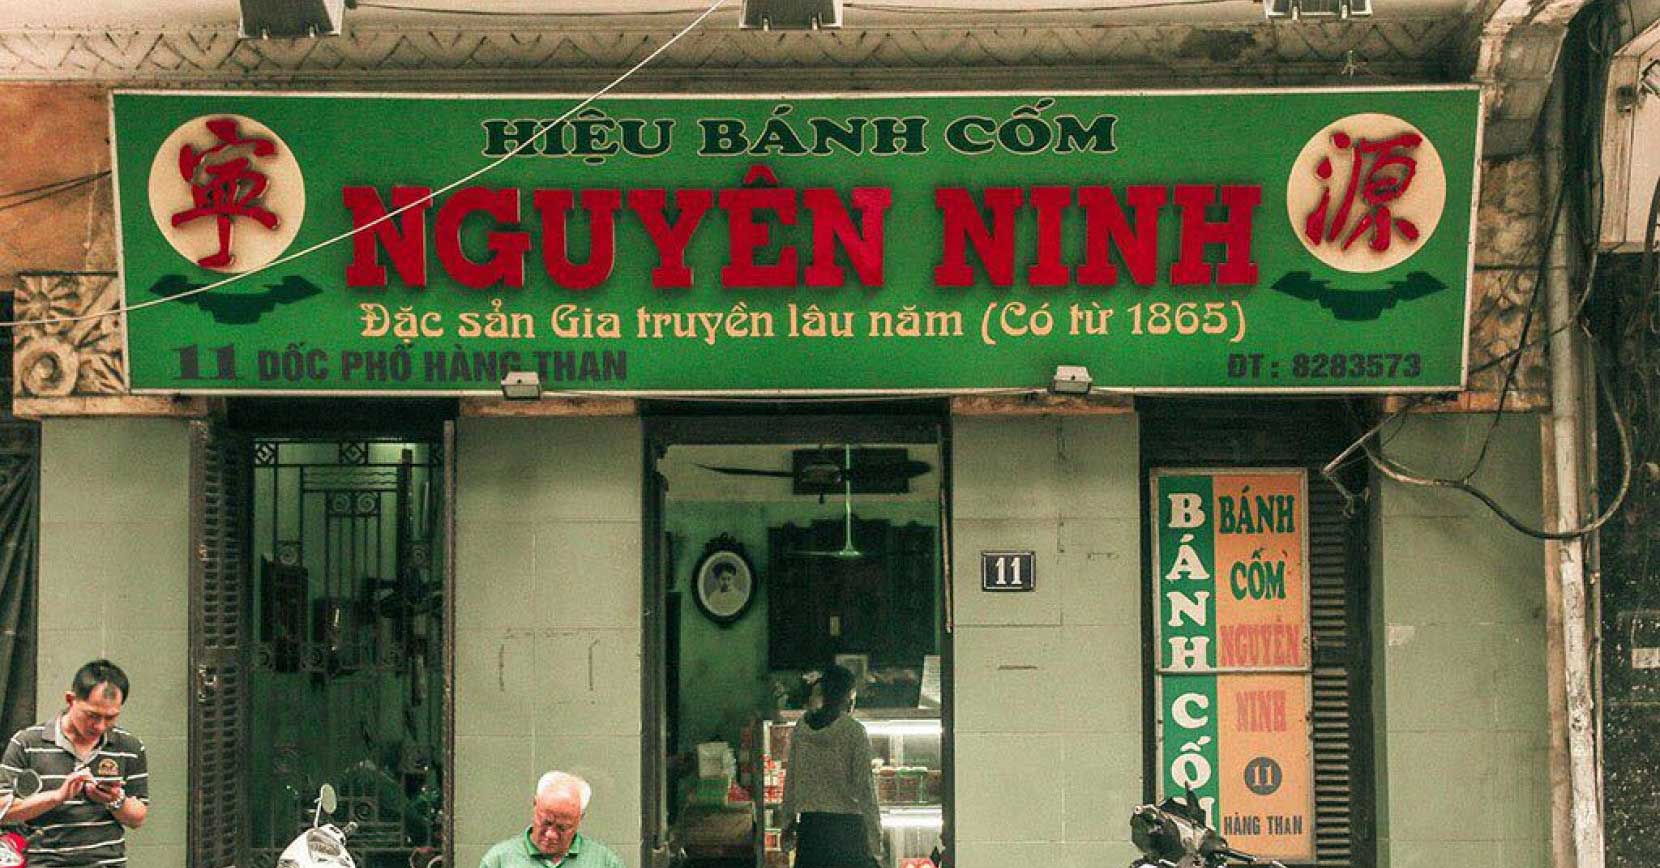 HIỆU BÁNH CỐM
寧 NGUYÊN NINH 源
Đặc sản Gia truyền lâu năm (Có từ 1865)
11 DỐC PHỐ HÀNG THAN
ĐT: 8283573
11
BÁNH CỐM
BÁNH
CỐM
NGUYÊN
NINH
11
HÀNG THAN